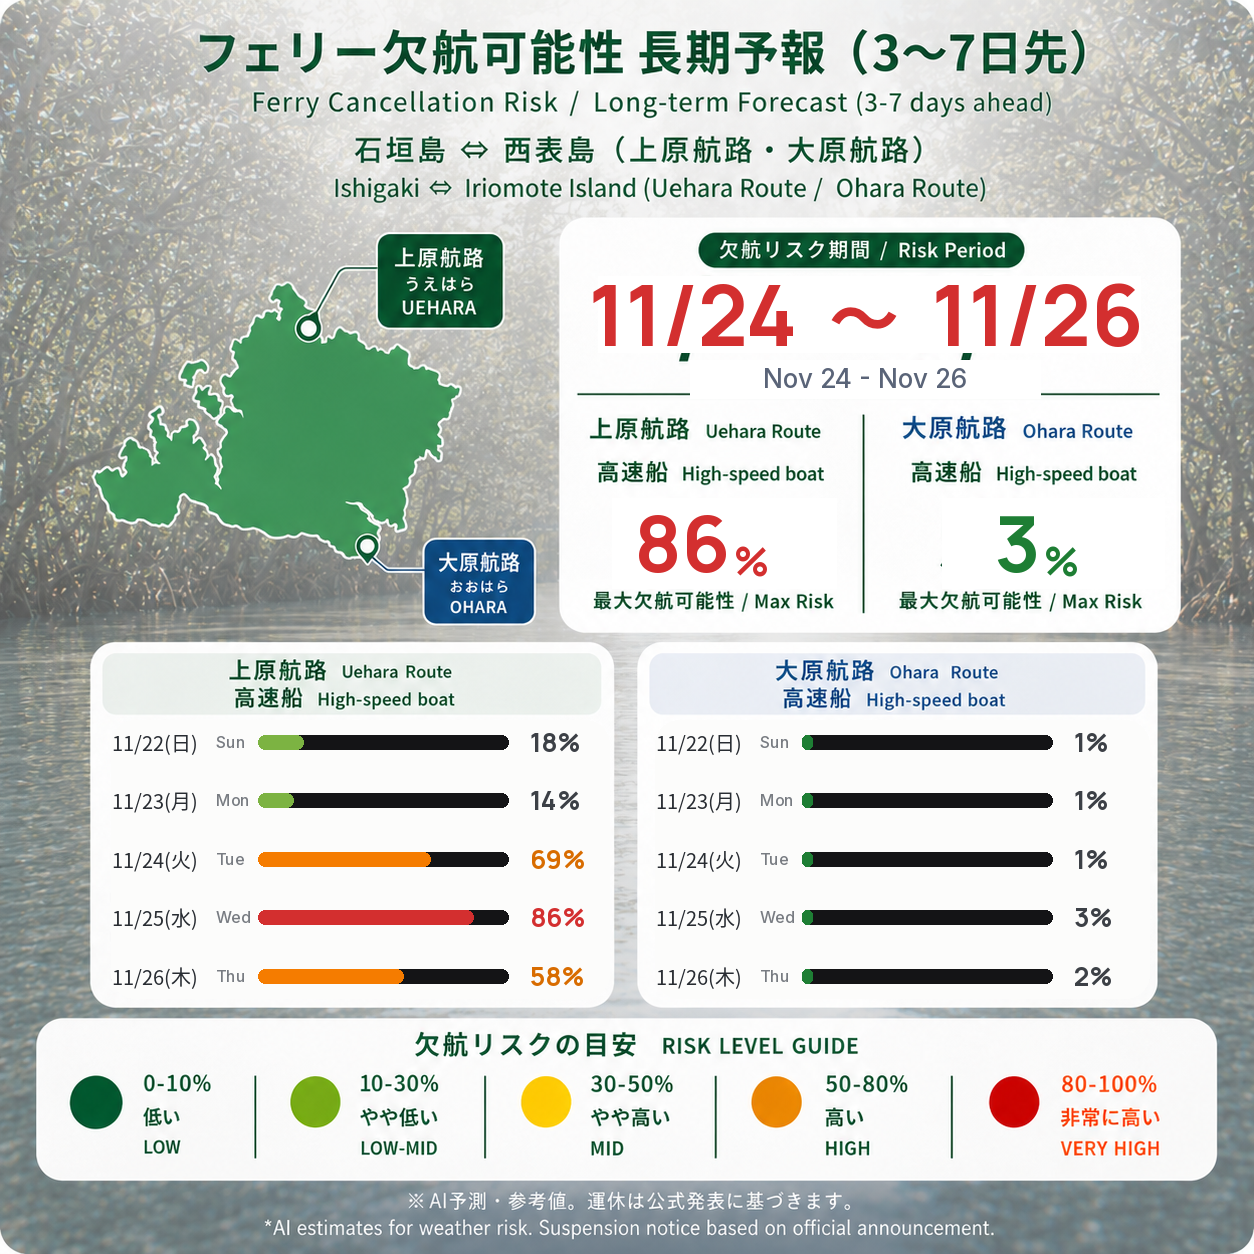 フェリー欠航可能性 長期予報（3〜7日先）
Ferry Cancellation Risk / Long-term Forecast (3-7 days ahead)
石垣島 ⇔ 西表島（上原航路・大原航路）
Ishigaki ⇔ Iriomote Island (Uehara Route / Ohara Route)
上原航路
うえはら
UEHARA
大原航路
おおはら
OHARA
欠航リスク期間 / Risk Period
11/24 〜 11/26
Nov 24 - Nov 26
上原航路 Uehara Route
高速船 High-speed boat
86%
最大欠航可能性 / Max Risk
大原航路 Ohara Route
高速船 High-speed boat
3%
最大欠航可能性 / Max Risk
上原航路 Uehara Route
高速船 High-speed boat
11/22(日) Sun 18%
11/23(月) Mon 14%
11/24(火) Tue 69%
11/25(水) Wed 86%
11/26(木) Thu 58%
大原航路 Ohara Route
高速船 High-speed boat
11/22(日) Sun 1%
11/23(月) Mon 1%
11/24(火) Tue 1%
11/25(水) Wed 3%
11/26(木) Thu 2%
欠航リスクの目安 RISK LEVEL GUIDE
0-10%
低い
LOW
10-30%
やや低い
LOW-MID
30-50%
やや高い
MID
50-80%
高い
HIGH
80-100%
非常に高い
VERY HIGH
※ AI予測・参考値。運休は公式発表に基づきます。
*AI estimates for weather risk. Suspension notice based on official announcement.